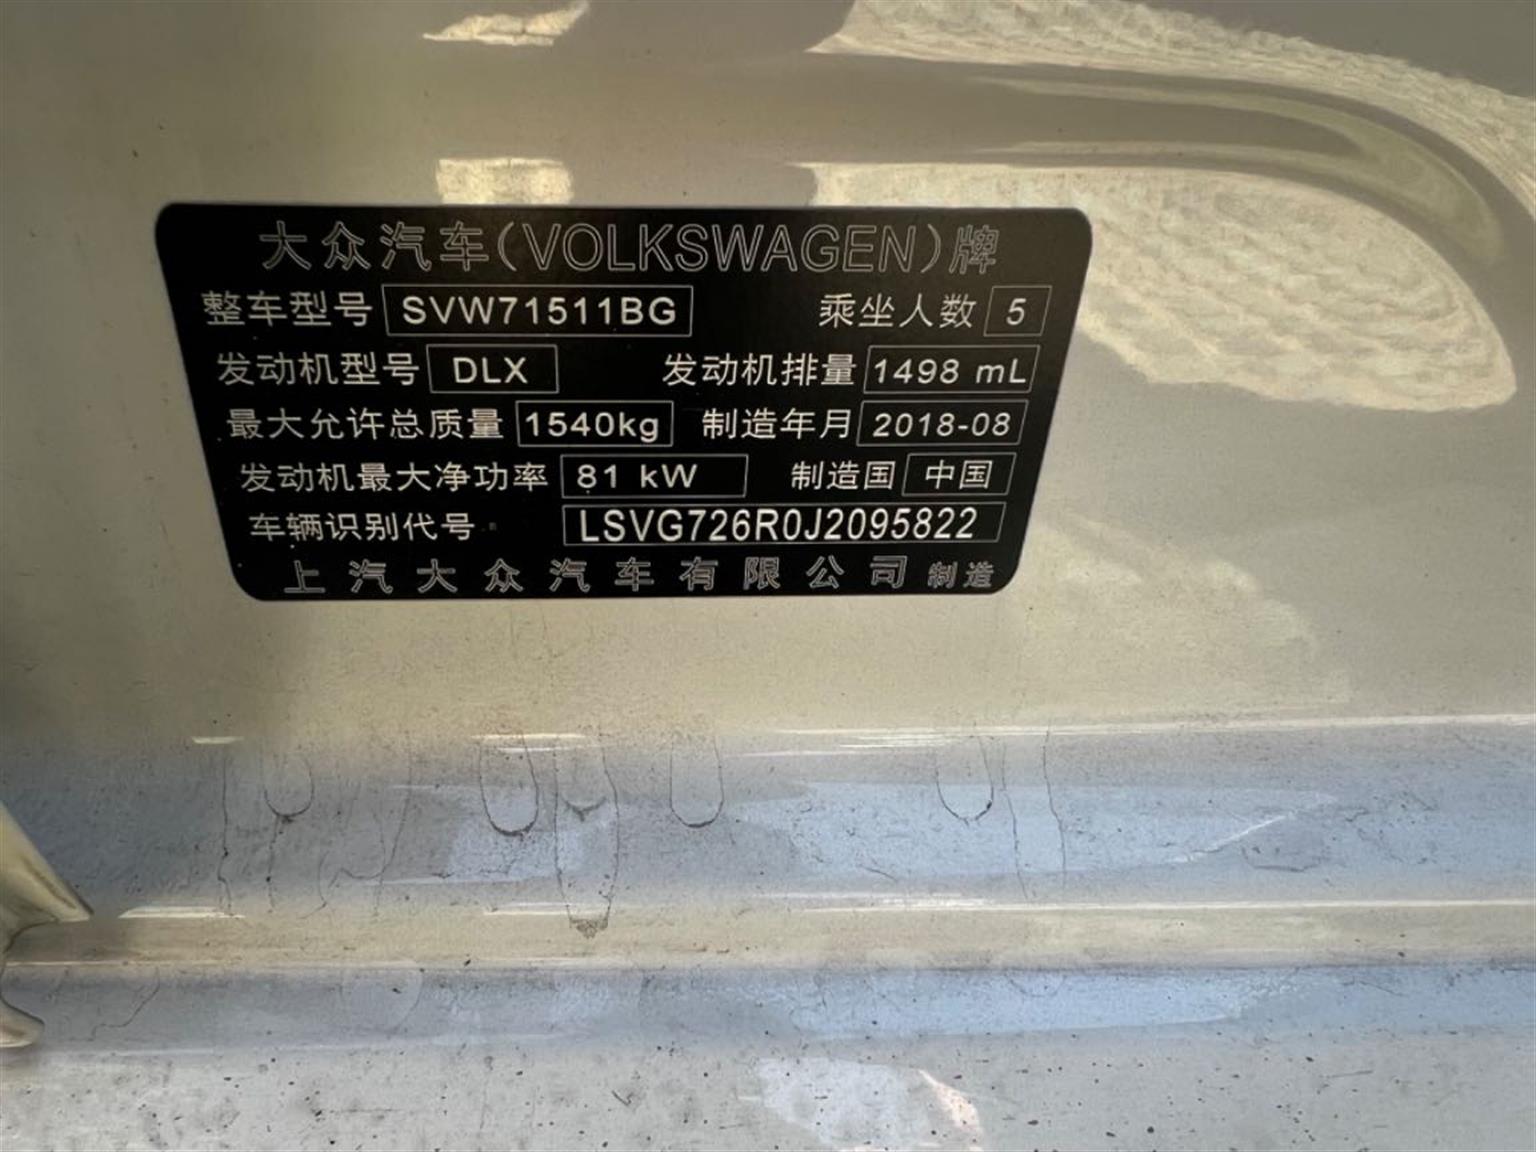 大众汽车(VOLKSWAGEN)牌
整车型号 SVW71511BG 乘坐人数 5
发动机型号 DLX 发动机排量 1498 mL
最大允许总质量 1540kg 制造年月 2018-08
发动机最大净功率 81 kW 制造国 中国
车辆识别代号 LSVG726R0J2095822
上汽大众汽车有限公司 制造